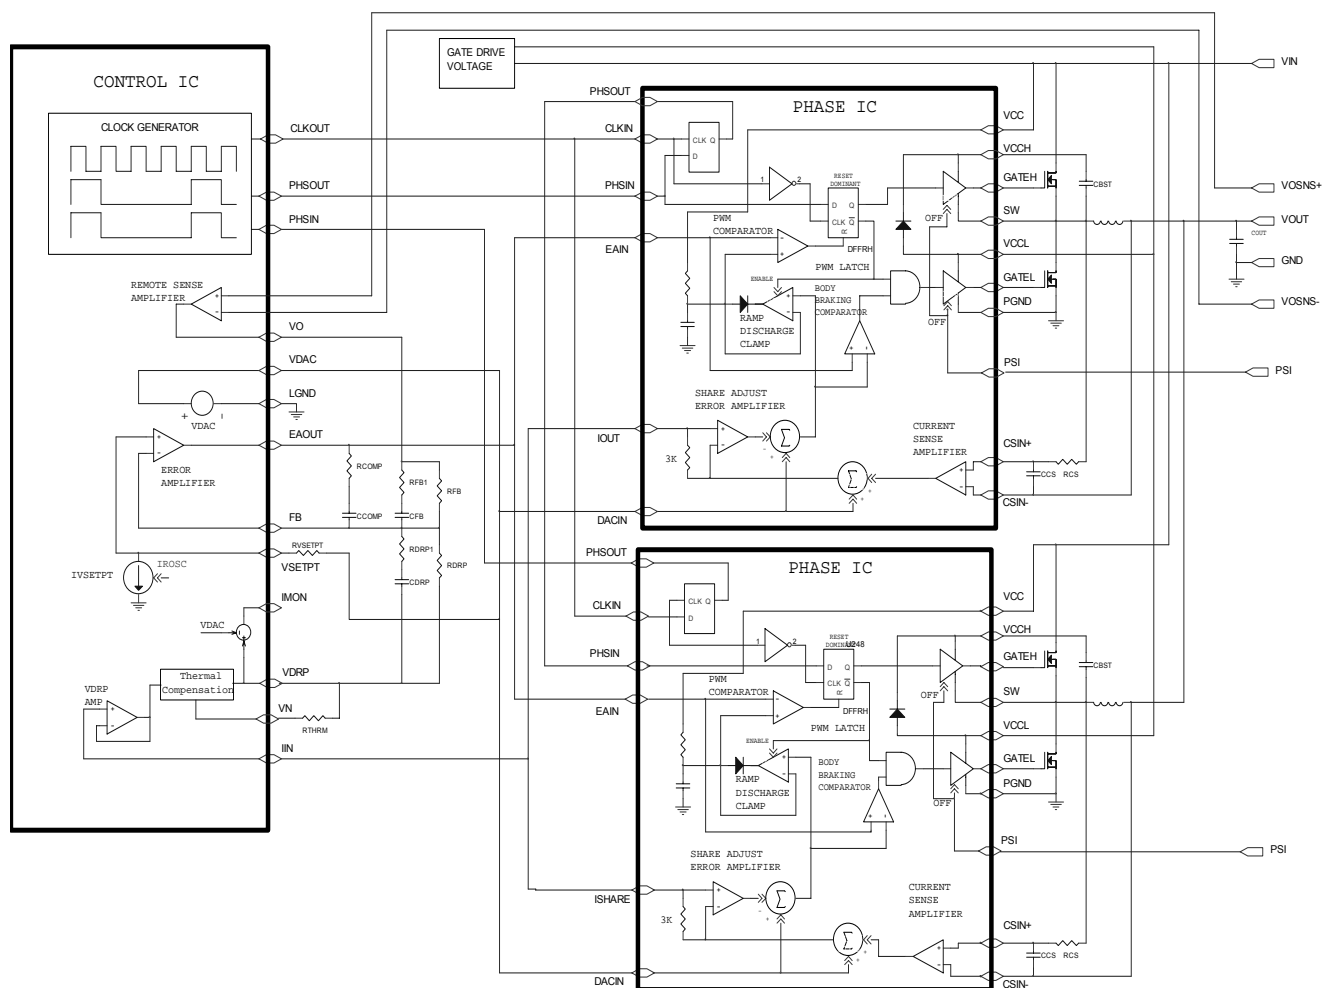 CONTROL IC
CLOCK GENERATOR
CLKOUT
PHSOUT
PHSIN
REMOTE SENSE
AMPLIFIER
+
-
VO
VDAC
LGND
+ -
VDAC
EAOUT
+
-
ERROR
AMPLIFIER
FB
VSETPT
IVSETPT
IROSC
IMON
VDAC
VDRP
Thermal
Compensation
VDRP
AMP
+
-
VN
IIN
RCOMP
CCOMP
RFB1
CFB
RFB
RVSETPT
RDRP1
CDRP
RDRP
RTHRM
GATE DRIVE
VOLTAGE
PHASE IC
PHSOUT
CLKIN
PHSIN
EAIN
IOUT
DACIN
CLK Q
D
1
2
RESET
DOMINANT
D Q
CLK Q
R
DFFRH
PWM
COMPARATOR
-
+
PWM LATCH
ENABLE
+
-
RAMP
DISCHARGE
CLAMP
BODY
BRAKING
COMPARATOR
+ -
OFF
OFF
SHARE ADJUST
ERROR AMPLIFIER
3K
+
-
Σ
- +
Σ
+
+
CURRENT
SENSE
AMPLIFIER
+
-
VCC
VCCH
GATEH
SW
VCCL
GATEL
PGND
PSI
CSIN+
CSIN-
CBST
CCS
RCS
VIN
VOSNS+
VOUT
COUT
GND
VOSNS-
PSI
PHASE IC
PHSOUT
CLKIN
PHSIN
EAIN
ISHARE
DACIN
CLK Q
D
1
2
RESET
U248
D Q
CLK Q
R
DFFRH
PWM
COMPARATOR
-
+
PWM LATCH
ENABLE
+
-
RAMP
DISCHARGE
CLAMP
BODY
BRAKING
COMPARATOR
+ -
OFF
OFF
SHARE ADJUST
ERROR AMPLIFIER
3K
+
-
Σ
- +
Σ
+
+
CURRENT
SENSE
AMPLIFIER
+
-
VCC
VCCH
GATEH
SW
VCCL
GATEL
PGND
PSI
CSIN+
CSIN-
CBST
CCS
RCS
PSI